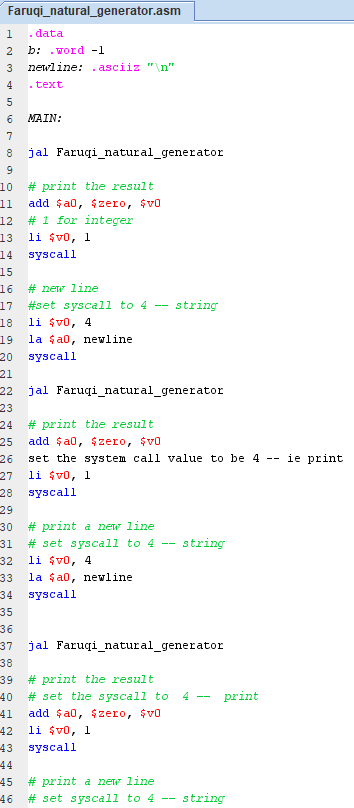 Faruqi_natural_generator.asm
1 .data
2 b: .word -1
3 newline: .asciiz "\n"
4 .text
5
6 MAIN:
7
8 jal Faruqi_natural_generator
9
10 # print the result
11 add $a0, $zero, $v0
12 # 1 for integer
13 li $v0, 1
14 syscall
15
16 # new line
17 #set syscall to 4 -- string
18 li $v0, 4
19 la $a0, newline
20 syscall
21
22 jal Faruqi_natural_generator
23
24 # print the result
25 add $a0, $zero, $v0
26 set the system call value to be 4 -- ie print
27 li $v0, 1
28 syscall
29
30 # print a new line
31 # set syscall to 4 -- string
32 li $v0, 4
33 la $a0, newline
34 syscall
35
36
37 jal Faruqi_natural_generator
38
39 # print the result
40 # set the syscall to  4 --  print
41 add $a0, $zero, $v0
42 li $v0, 1
43 syscall
44
45 # print a new line
46 # set syscall to 4 -- string